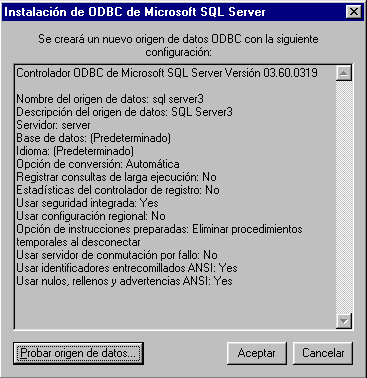 Instalación de ODBC de Microsoft SQL Server
Se creará un nuevo origen de datos ODBC con la siguiente
configuración:
Controlador ODBC de Microsoft SQL Server Versión 03.60.0319
Nombre del origen de datos: sql server3
Descripción del origen de datos: SQL Server3
Servidor: server
Base de datos: (Predeterminado)
Idioma: (Predeterminado)
Opción de conversión: Automática
Registrar consultas de larga ejecución: No
Estadísticas del controlador de registro: No
Usar seguridad integrada: Yes
Usar configuración regional: No
Opción de instrucciones preparadas: Eliminar procedimientos
temporales al desconectar
Usar servidor de conmutación por fallo: No
Usar identificadores entrecomillados ANSI: Yes
Usar nulos, rellenos y advertencias ANSI: Yes
Probar origen de datos... Aceptar Cancelar